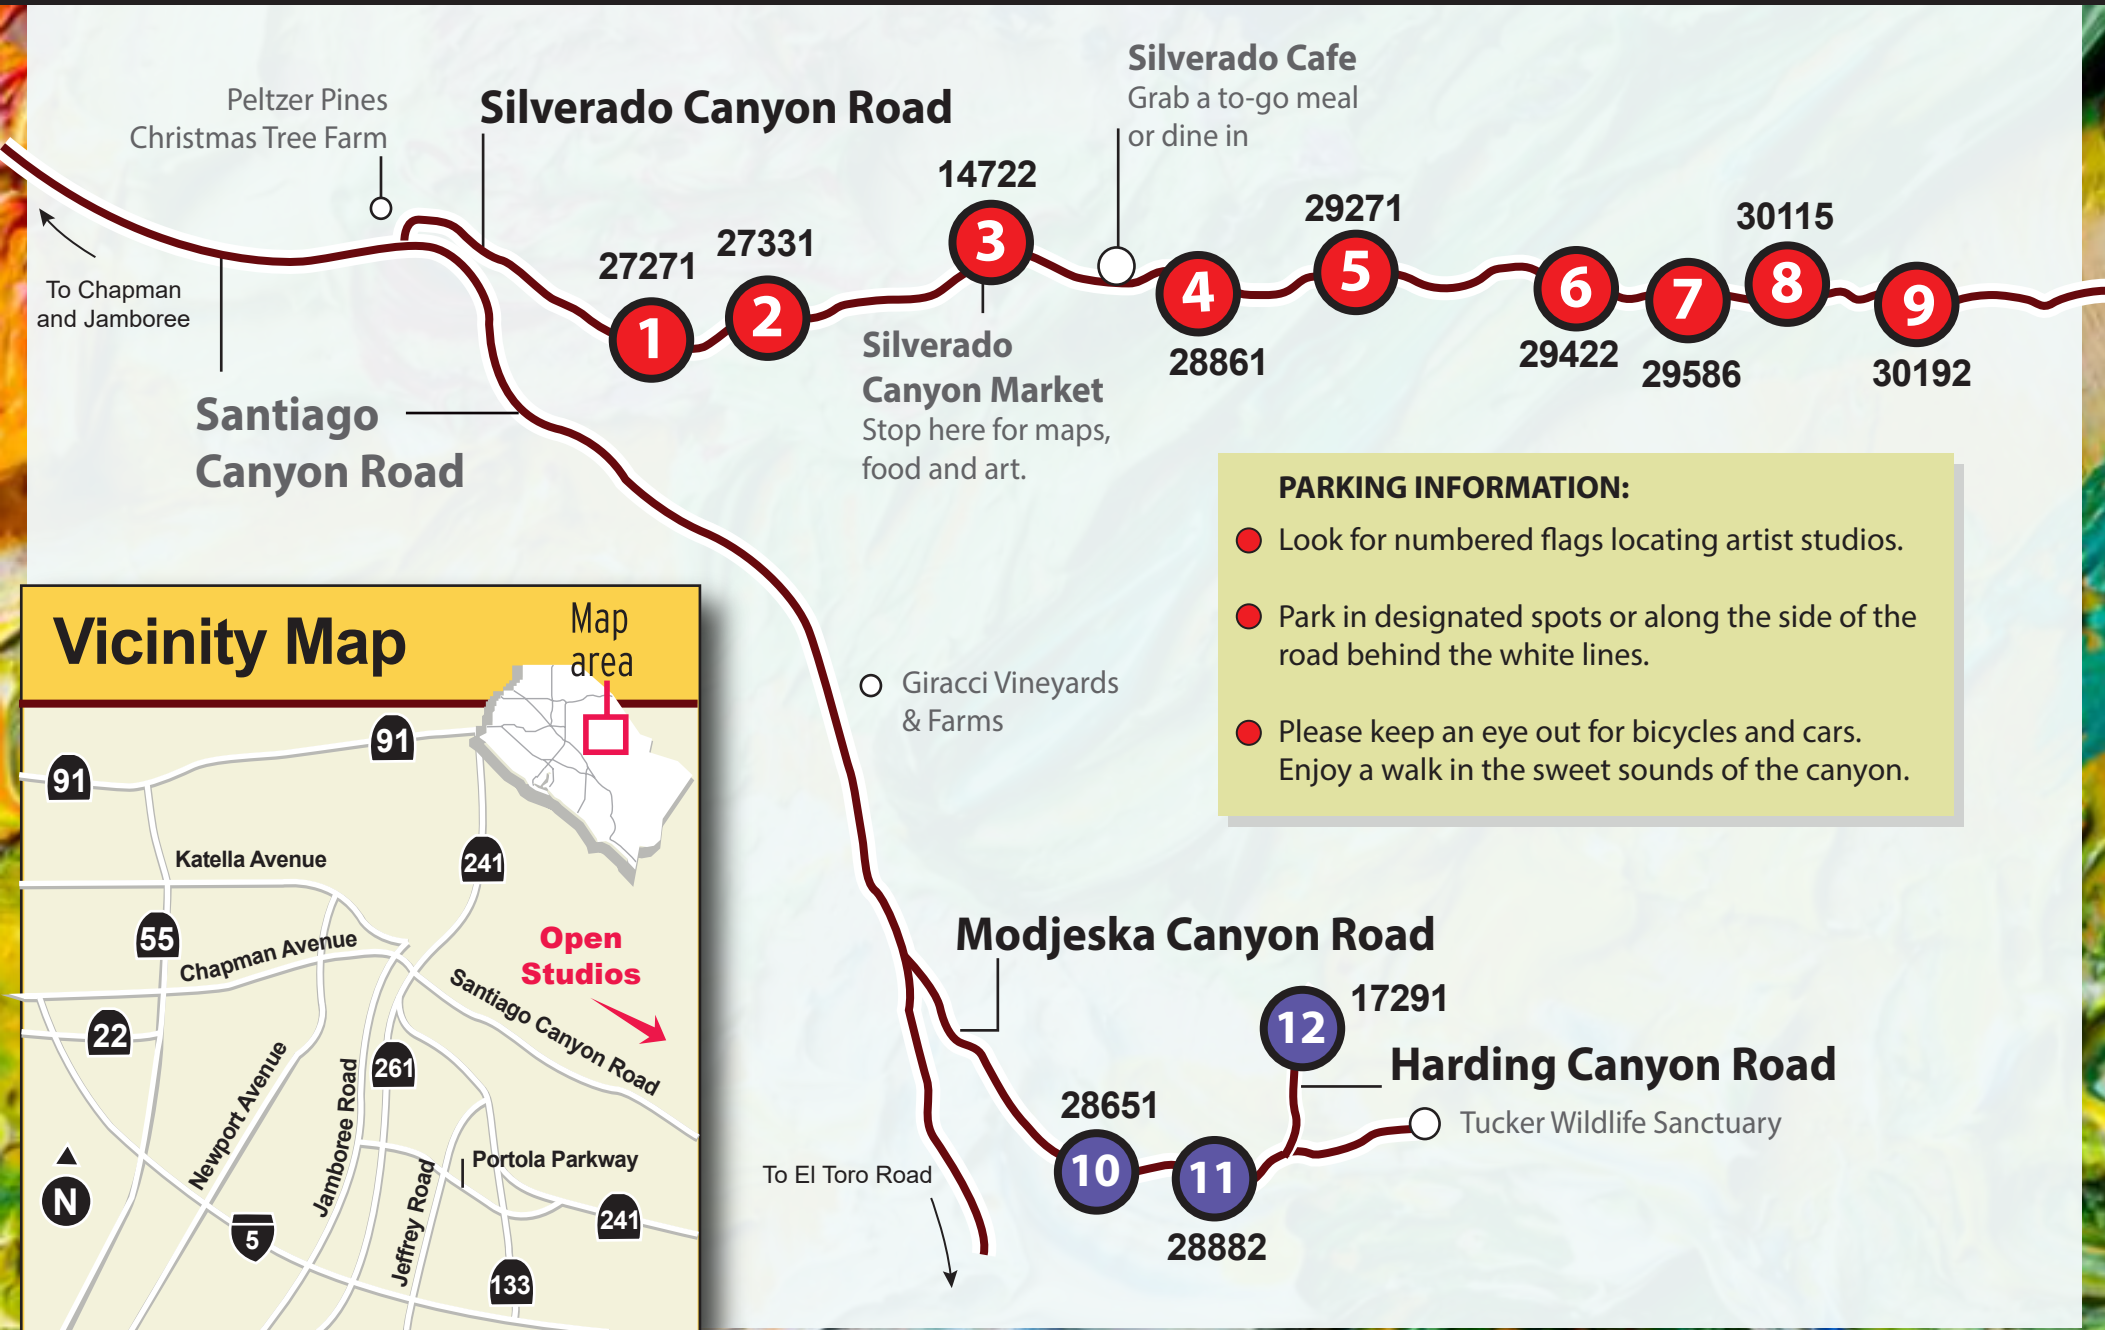 Silverado Cafe
Grab a to-go meal
or dine in
Peltzer Pines
Christmas Tree Farm
Silverado Canyon Road
14722
29271
30115
27331
27271
3
5
8
4
6
7
9
2
1
To Chapman
and Jamboree
28861
29422
29586
30192
Silverado
Canyon Market
Stop here for maps,
food and art.
Santiago
Canyon Road
PARKING INFORMATION:
Look for numbered flags locating artist studios.
Park in designated spots or along the side of the
road behind the white lines.
Please keep an eye out for bicycles and cars.
Enjoy a walk in the sweet sounds of the canyon.
Giracci Vineyards
& Farms
Modjeska Canyon Road
12
17291
Harding Canyon Road
28651
10
11
28882
Tucker Wildlife Sanctuary
To El Toro Road
Vicinity Map
Map
area
91
91
Katella Avenue
241
55
Chapman Avenue
Open
Studios
Santiago Canyon Road
22
261
Newport Avenue
Jamboree Road
Jeffrey Road
Portola Parkway
N
5
241
133